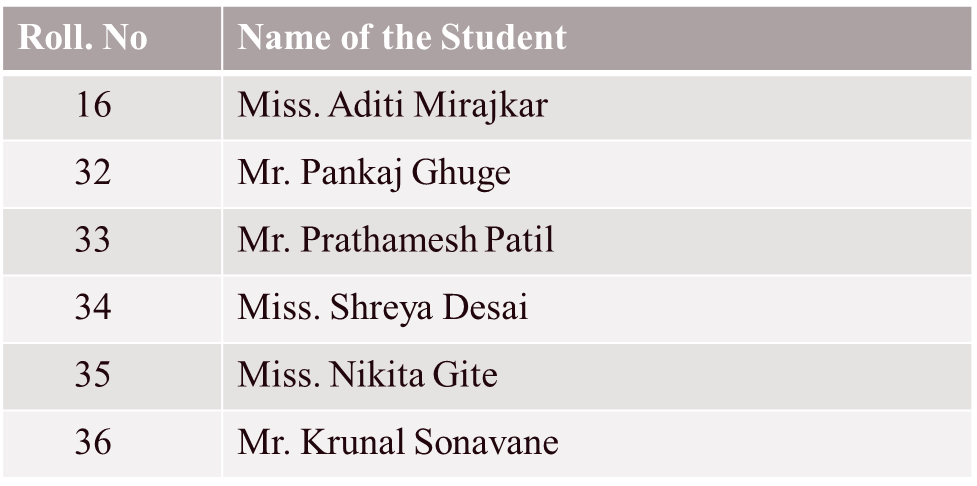 Roll. No Name of the Student
16 Miss. Aditi Mirajkar
32 Mr. Pankaj Ghuge
33 Mr. Prathamesh Patil
34 Miss. Shreya Desai
35 Miss. Nikita Gite
36 Mr. Krunal Sonavane